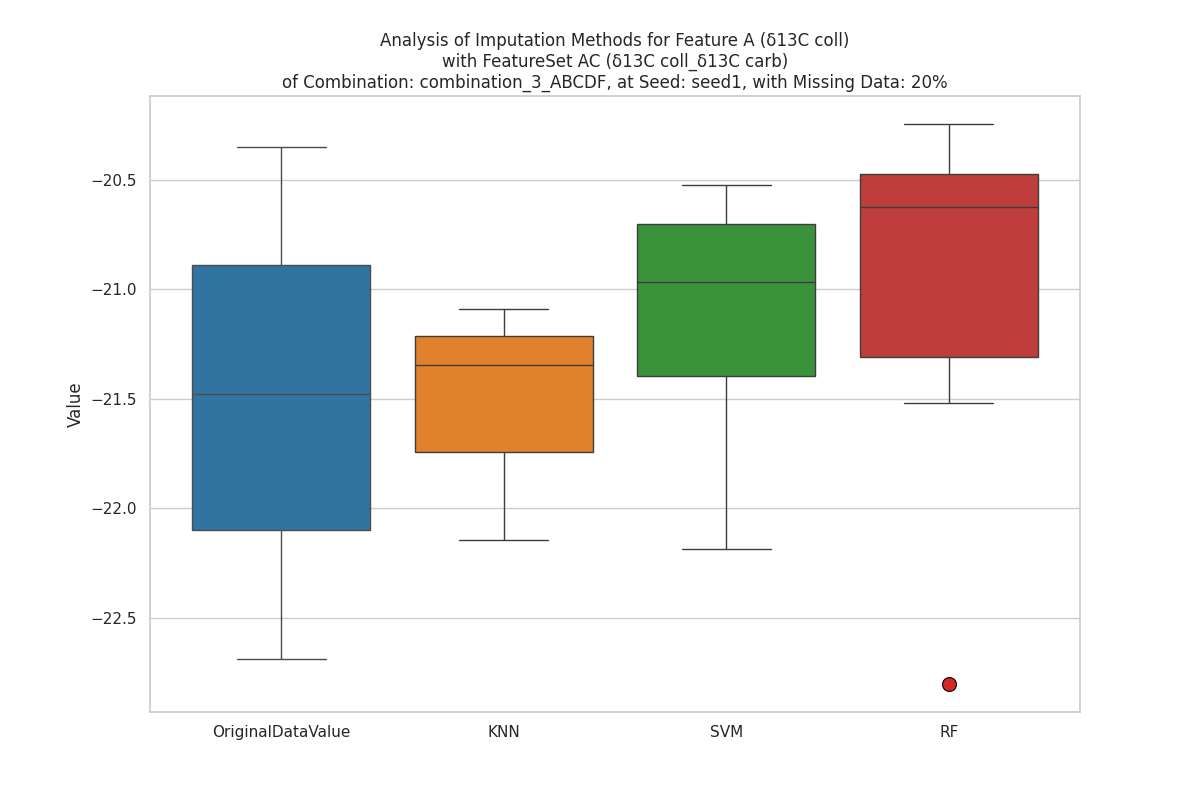 Analysis of Imputation Methods for Feature A (δ13C coll)
with FeatureSet AC (δ13C coll_δ13C carb)
of Combination: combination_3_ABCDF, at Seed: seed1, with Missing Data: 20%
−20.5
−21.0
−21.5
−22.0
−22.5
Value
OriginalDataValue
KNN
SVM
RF